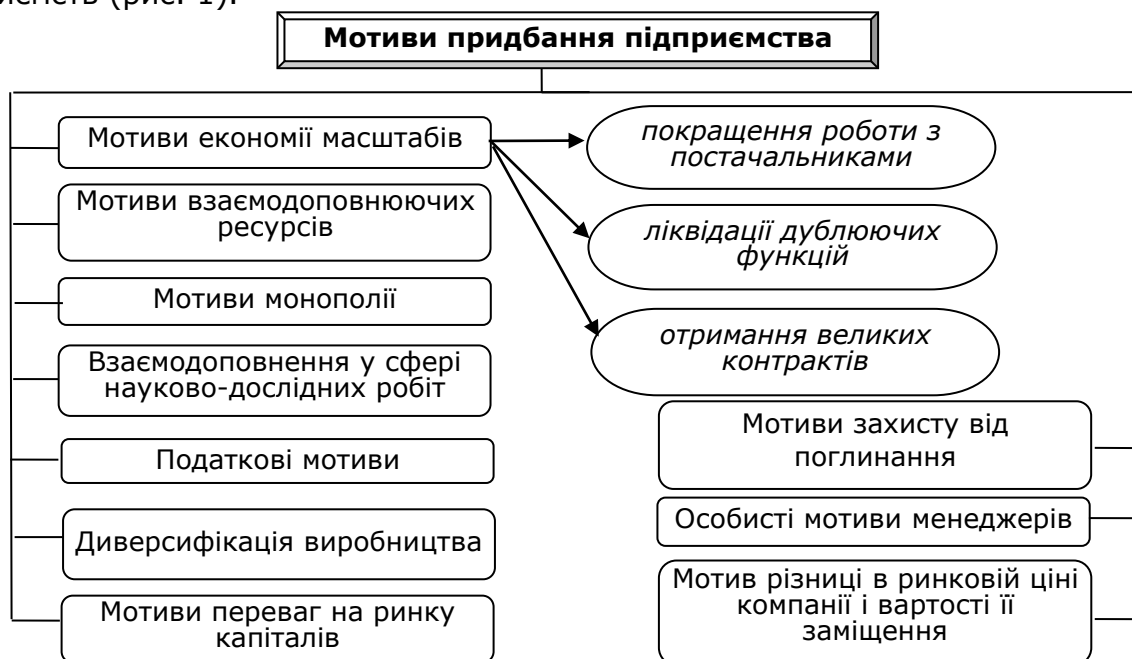 (рис. 1).
Мотиви придбання підприємства
Мотиви економії масштабів
Мотиви взаємодоповнюючих
ресурсів
Мотиви монополії
Взаємодоповнення у сфері
науково-дослідних робіт
Податкові мотиви
Диверсифікація виробництва
Мотиви переваг на ринку
капіталів
покращення роботи з
постачальниками
ліквідації дублюючих
функцій
отримання великих
контрактів
Мотиви захисту від
поглинання
Особисті мотиви менеджерів
Мотив різниці в ринковій ціні
компанії і вартості її
заміщення